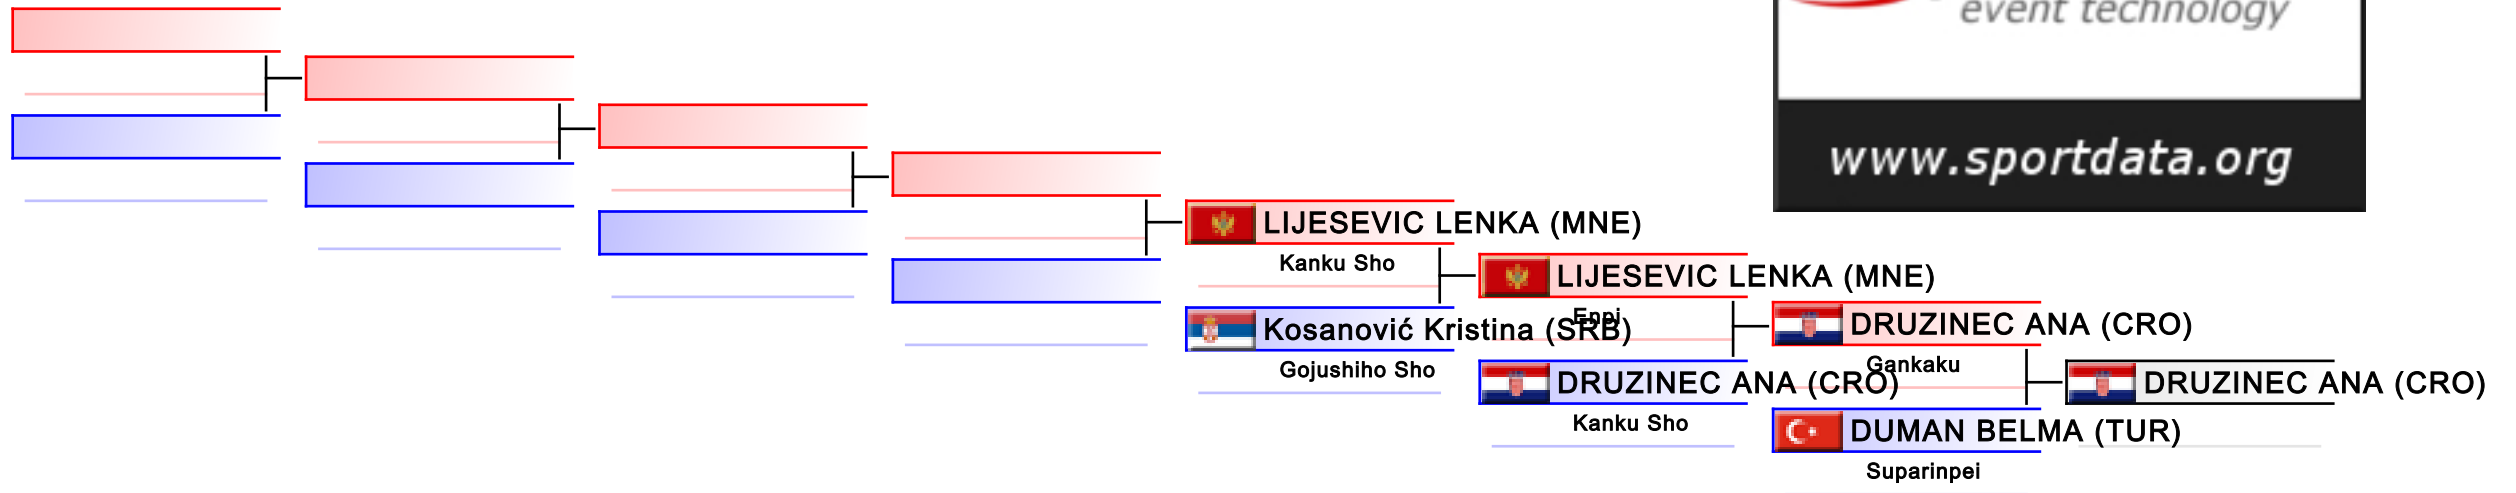 event technology
www.sportdata.org
LIJESEVIC LENKA (MNE)
Kanku Sho
Kosanović Kristina (SRB)
Gojushiho Sho
LIJESEVIC LENKA (MNE)
Enpi
DRUZINEC ANA (CRO)
Kanku Sho
DRUZINEC ANA (CRO)
Gankaku
DUMAN BELMA (TUR)
Suparinpei
DRUZINEC ANA (CRO)